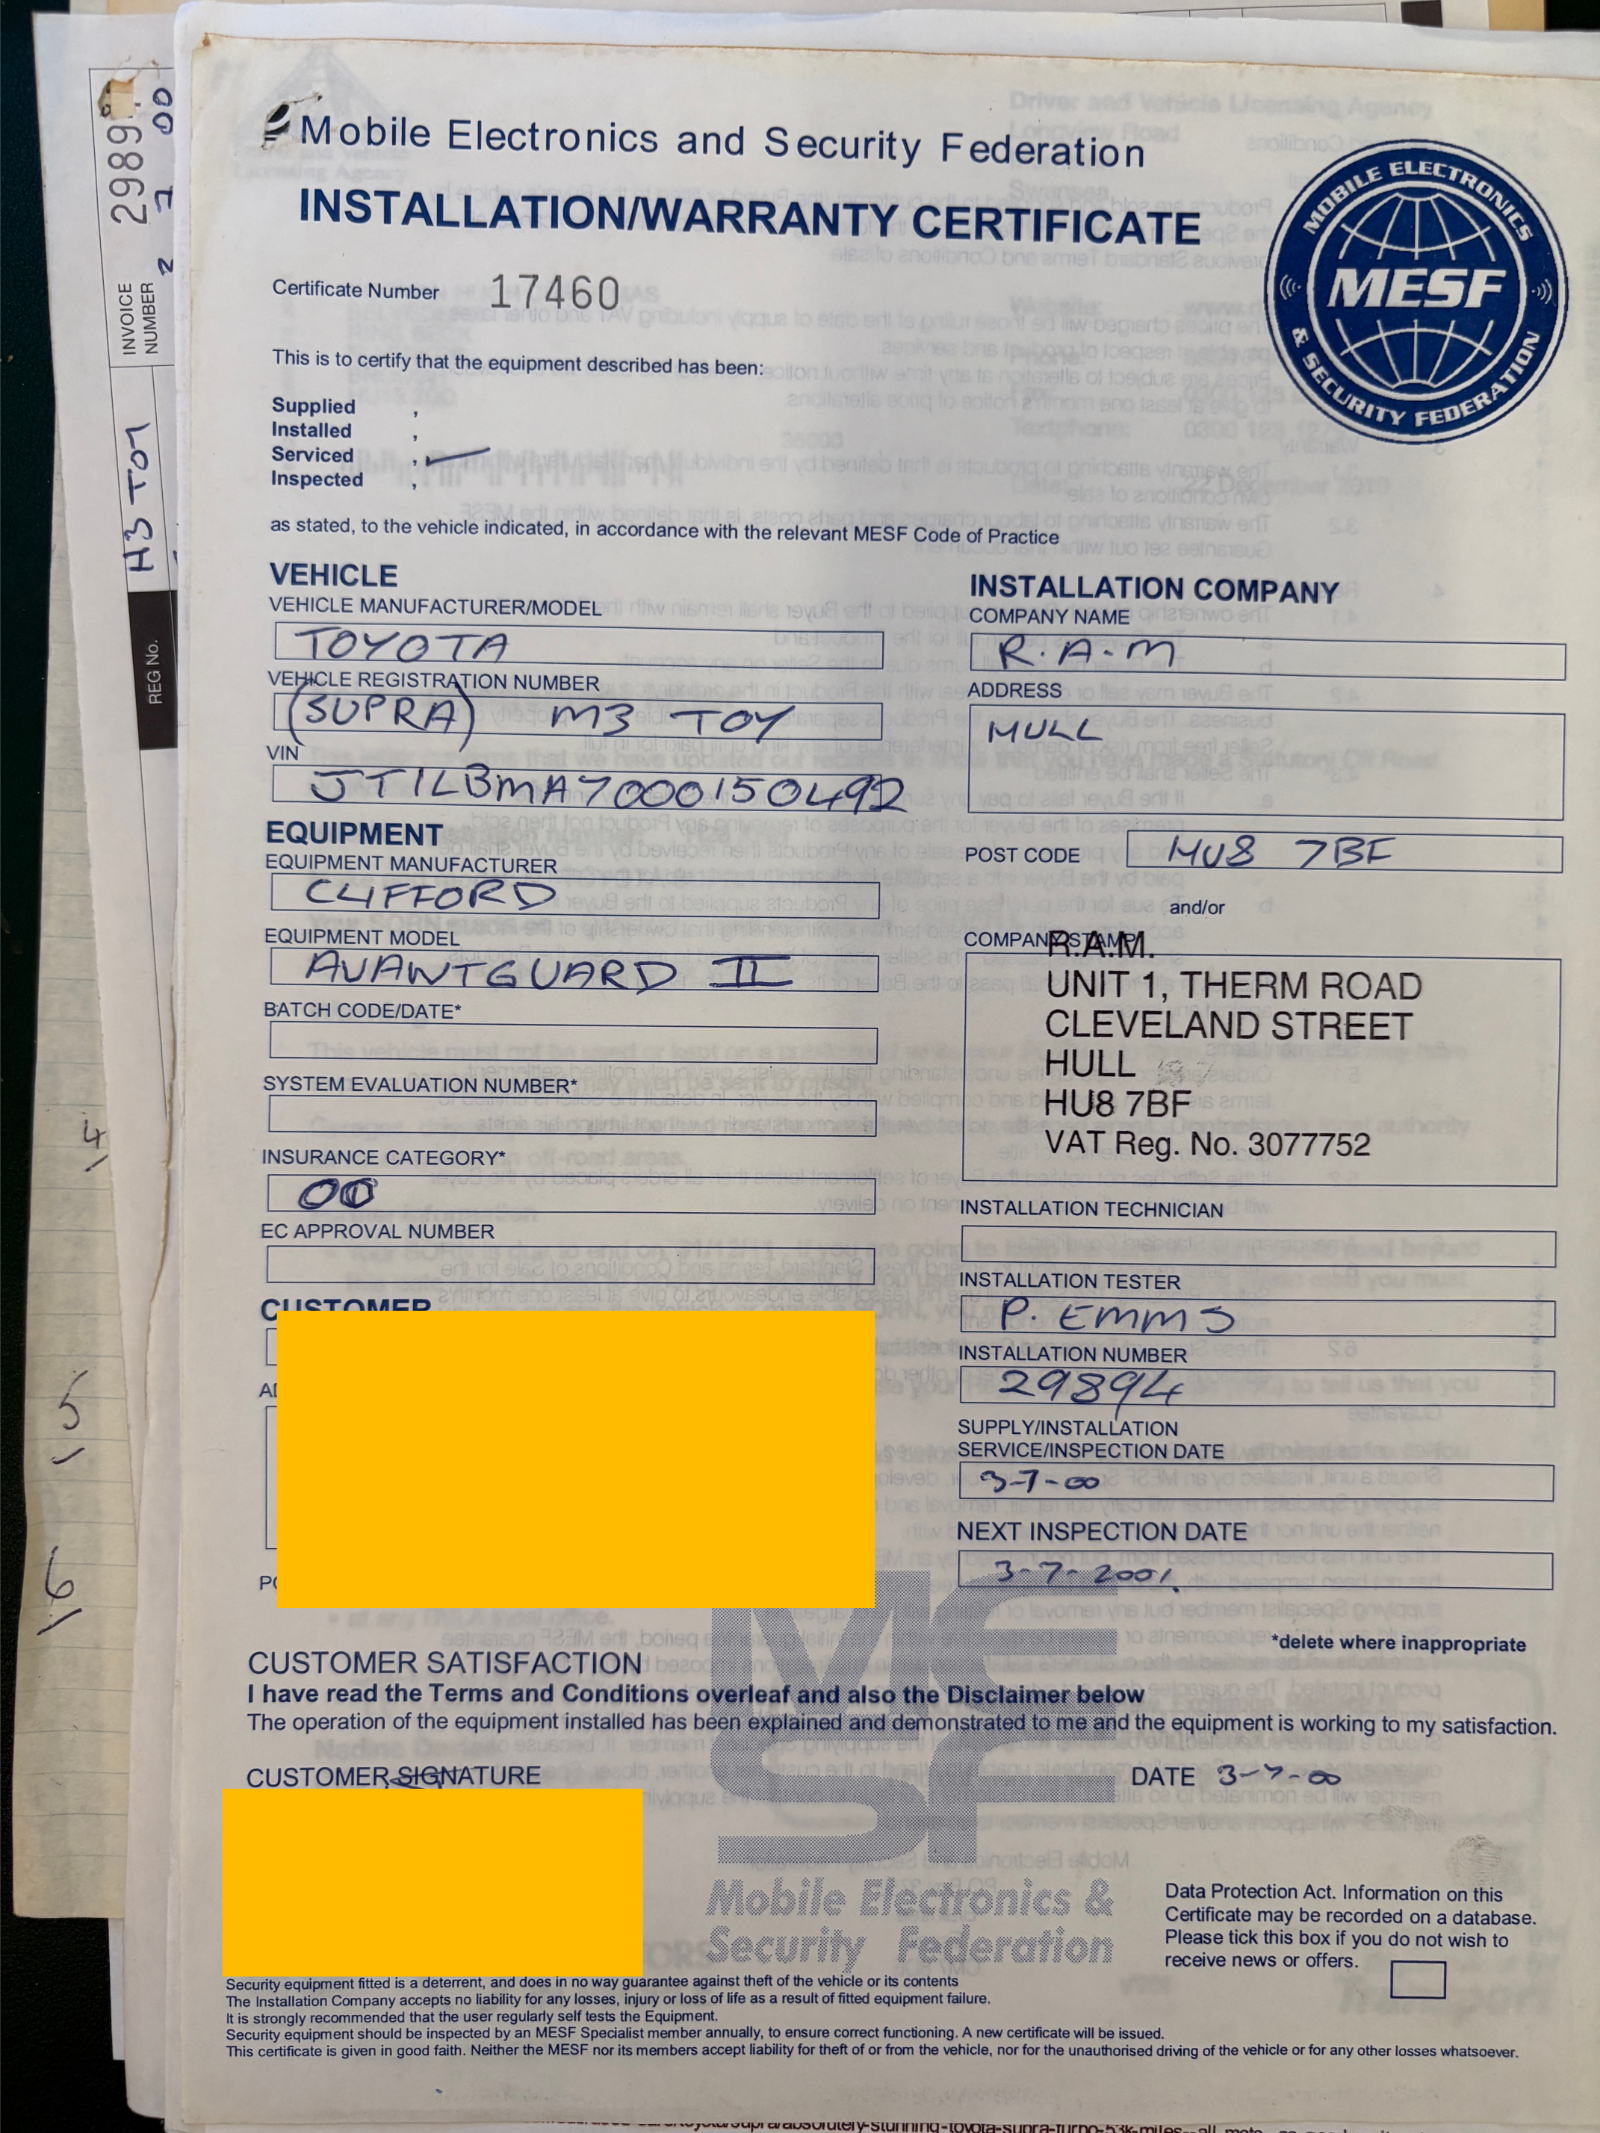 Mobile Electronics and Security Federation
INSTALLATION/WARRANTY CERTIFICATE
MOBILE ELECTRONICS
MESF
& SECURITY FEDERATION
Certificate Number 17460
This is to certify that the equipment described has been:
Supplied ,
Installed ,
Serviced , ✓
Inspected ,
as stated, to the vehicle indicated, in accordance with the relevant MESF Code of Practice
VEHICLE
VEHICLE MANUFACTURER/MODEL
TOYOTA
VEHICLE REGISTRATION NUMBER
(SUPRA) M3 TOY
VIN
JT1LBMA7000150492
EQUIPMENT
EQUIPMENT MANUFACTURER
CLIFFORD
EQUIPMENT MODEL
AVANTGUARD II
BATCH CODE/DATE*
SYSTEM EVALUATION NUMBER*
INSURANCE CATEGORY*
EC APPROVAL NUMBER
CUSTOMER
INSTALLATION COMPANY
COMPANY NAME
R.A.M
ADDRESS
HULL
POST CODE HU8 7BF
and/or
COMPANY STAMP
R.A.M.
UNIT 1, THERM ROAD
CLEVELAND STREET
HULL
HU8 7BF
VAT Reg. No. 3077752
INSTALLATION TECHNICIAN
INSTALLATION TESTER
P. EMMS
INSTALLATION NUMBER
29894
SUPPLY/INSTALLATION
SERVICE/INSPECTION DATE
3-7-00
NEXT INSPECTION DATE
3-7-2001.
*delete where inappropriate
CUSTOMER SATISFACTION
I have read the Terms and Conditions overleaf and also the Disclaimer below
The operation of the equipment installed has been explained and demonstrated to me and the equipment is working to my satisfaction.
CUSTOMER SIGNATURE
DATE 3-7-00
MESF
Mobile Electronics &
Security Federation
Data Protection Act. Information on this
Certificate may be recorded on a database.
Please tick this box if you do not wish to
receive news or offers.
Security equipment fitted is a deterrent, and does in no way guarantee against theft of the vehicle or its contents
The Installation Company accepts no liability for any losses, injury or loss of life as a result of fitted equipment failure.
It is strongly recommended that the user regularly self tests the Equipment.
Security equipment should be inspected by an MESF Specialist member annually, to ensure correct functioning. A new certificate will be issued.
This certificate is given in good faith. Neither the MESF nor its members accept liability for theft of or from the vehicle, nor for the unauthorised driving of the vehicle or for any other losses whatsoever.
INVOICE
NUMBER 2989
2 7 00
REG No. H3 TOY
14
15
16